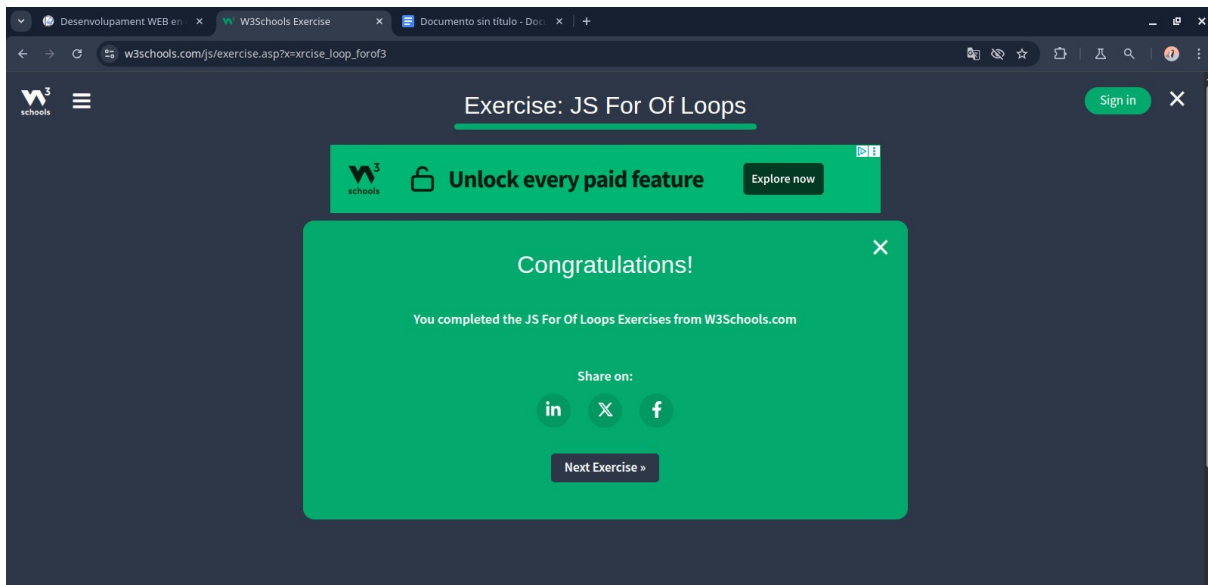 Desenvolupament WEB en
W3Schools Exercise
Documento sin título - Doc
w3schools.com/js/exercise.asp?x=xrcise_loop_forof3
W3 schools
Exercise: JS For Of Loops
Sign in
W3 schools
Unlock every paid feature
Explore now
Congratulations!
You completed the JS For Of Loops Exercises from W3Schools.com
Share on:
in X f
Next Exercise »